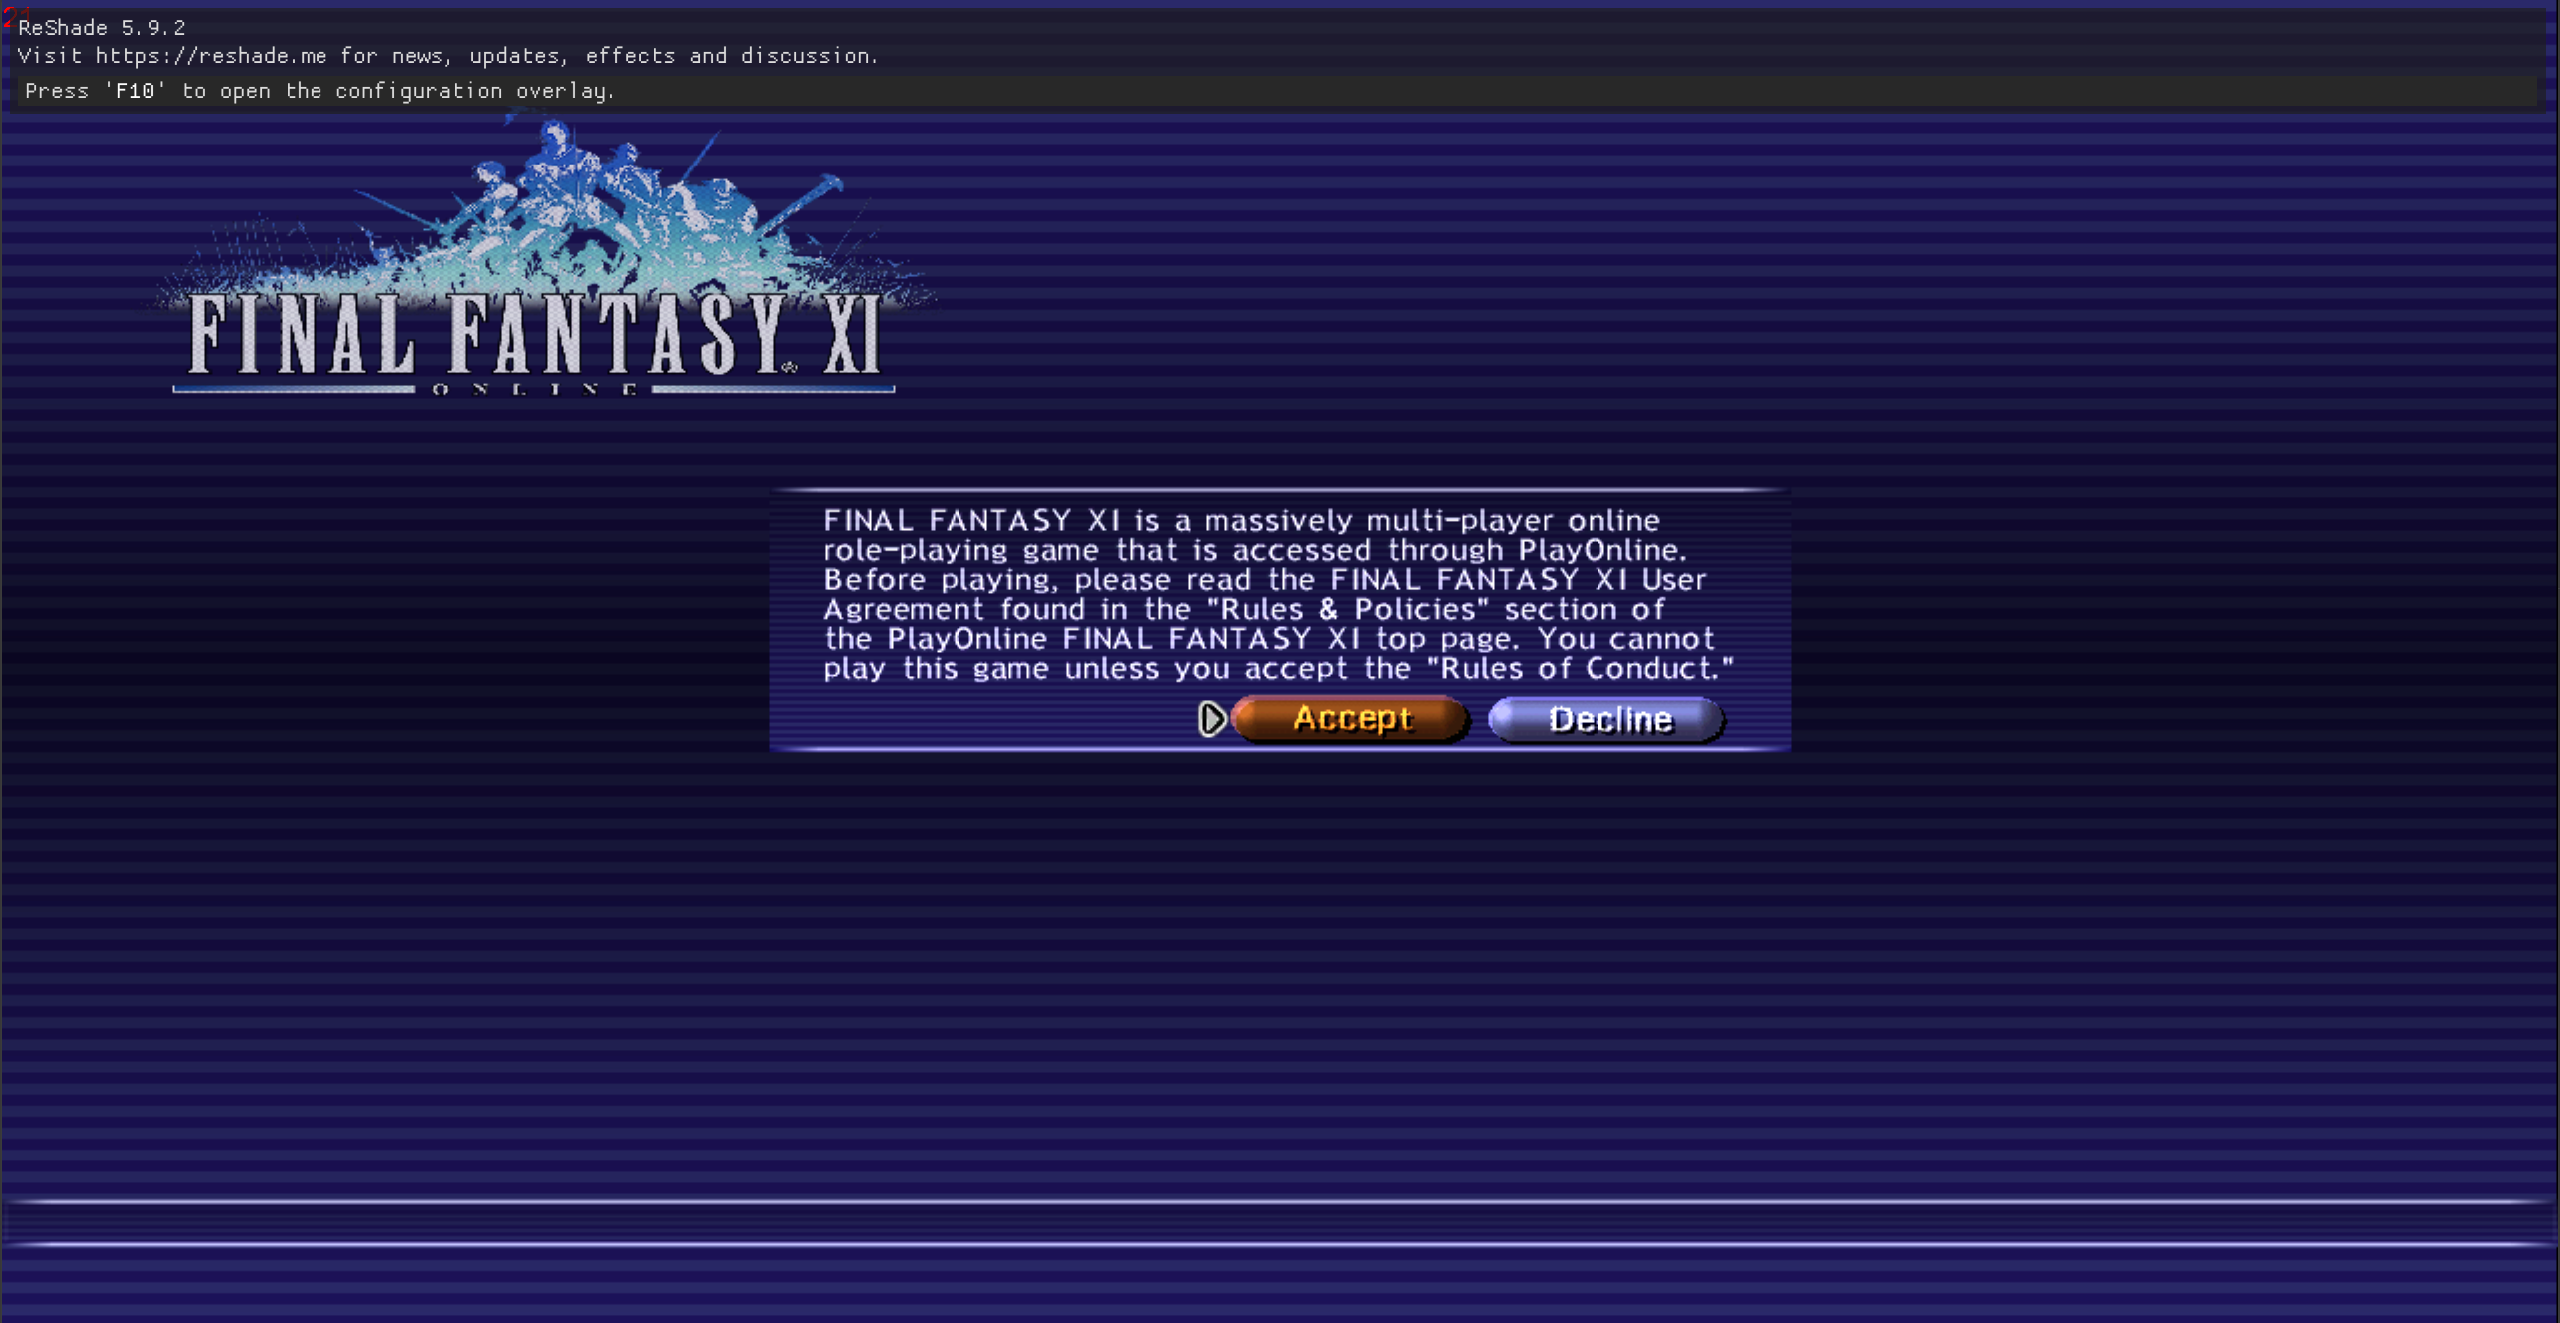 21
ReShade 5.9.2
Visit https://reshade.me for news, updates, effects and discussion.
Press 'F10' to open the configuration overlay.
FINAL FANTASY® XI
ONLINE
FINAL FANTASY XI is a massively multi-player online
role-playing game that is accessed through PlayOnline.
Before playing, please read the FINAL FANTASY XI User
Agreement found in the "Rules & Policies" section of
the PlayOnline FINAL FANTASY XI top page. You cannot
play this game unless you accept the "Rules of Conduct."
Accept Decline